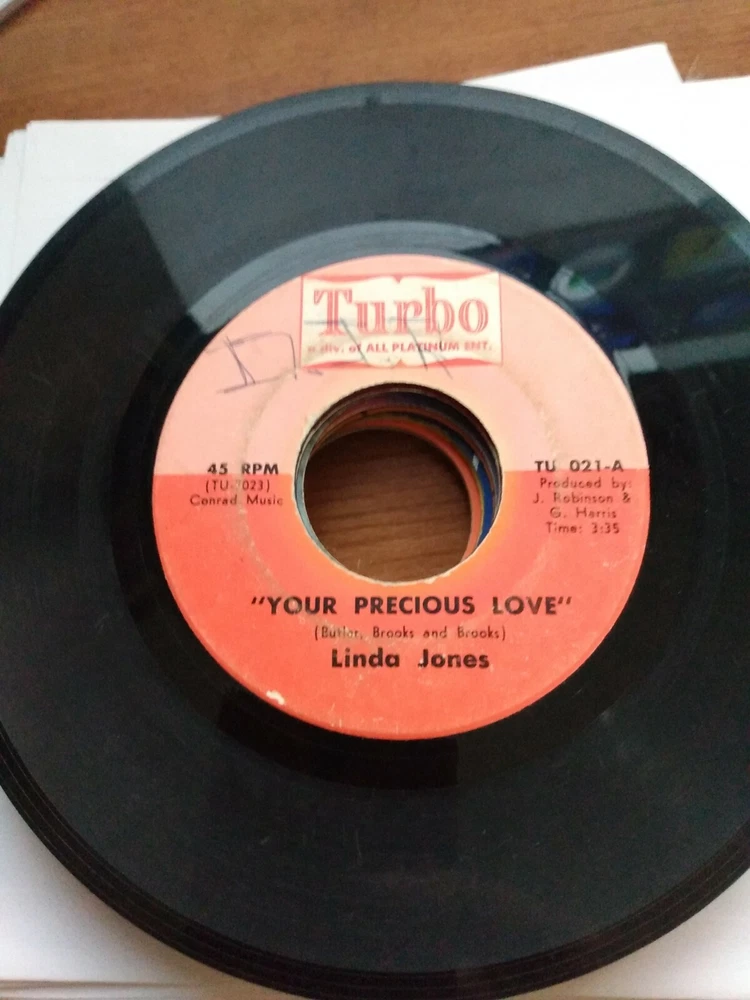 Turbo
a div. of ALL PLATINUM ENT.
45 RPM
(TU-7023)
Conrad Music
TU 021-A
Produced by:
J. Robinson &
G. Harris
Time: 3:35
"YOUR PRECIOUS LOVE"
(Butler, Brooks and Brooks)
Linda Jones